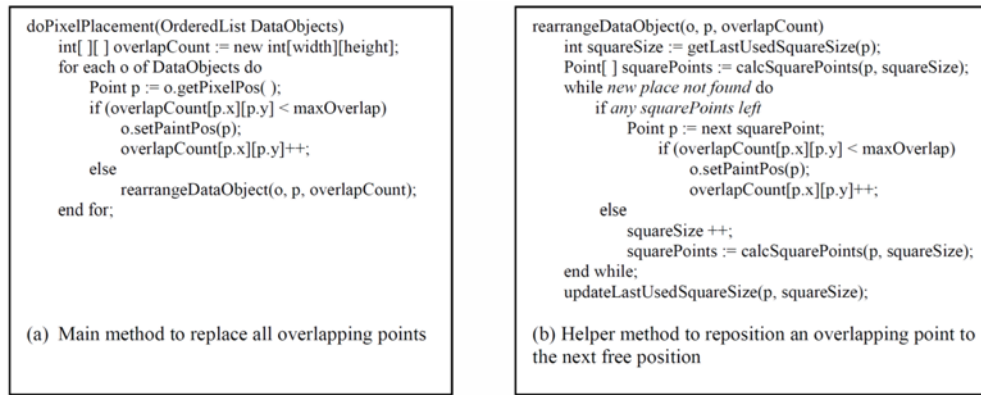 doPixelPlacement(OrderedList DataObjects)
int[ ][ ] overlapCount := new int[width][height];
for each o of DataObjects do
Point p := o.getPixelPos( );
if (overlapCount[p.x][p.y] < maxOverlap)
o.setPaintPos(p);
overlapCount[p.x][p.y]++;
else
rearrangeDataObject(o, p, overlapCount);
end for;
(a) Main method to replace all overlapping points
rearrangeDataObject(o, p, overlapCount)
int squareSize := getLastUsedSquareSize(p);
Point[ ] squarePoints := calcSquarePoints(p, squareSize);
while new place not found do
if any squarePoints left
Point p := next squarePoint;
if (overlapCount[p.x][p.y] < maxOverlap)
o.setPaintPos(p);
overlapCount[p.x][p.y]++;
else
squareSize ++;
squarePoints := calcSquarePoints(p, squareSize);
end while;
updateLastUsedSquareSize(p, squareSize);
(b) Helper method to reposition an overlapping point to
the next free position